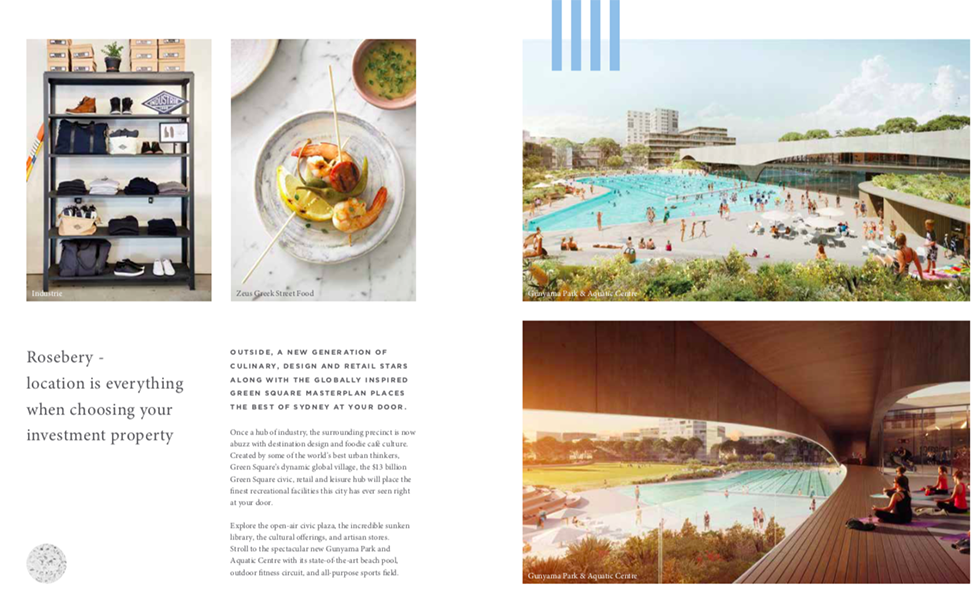 INDUSTRIE
Industrie
Zeus Greek Street Food
Rosebery -
location is everything
when choosing your
investment property
OUTSIDE, A NEW GENERATION OF
CULINARY, DESIGN AND RETAIL STARS
ALONG WITH THE GLOBALLY INSPIRED
GREEN SQUARE MASTERPLAN PLACES
THE BEST OF SYDNEY AT YOUR DOOR.
Once a hub of industry, the surrounding precinct is now
abuzz with destination design and foodie café culture.
Created by some of the world's best urban thinkers,
Green Square's dynamic global village, the $13 billion
Green Square civic, retail and leisure hub will place the
finest recreational facilities this city has ever seen right
at your door.
Explore the open-air civic plaza, the incredible sunken
library, the cultural offerings, and artisan stores.
Stroll to the spectacular new Gunyama Park and
Aquatic Centre with its state-of-the-art beach pool,
outdoor fitness circuit, and all-purpose sports field.
Gunyama Park & Aquatic Centre
Gunyama Park & Aquatic Centre